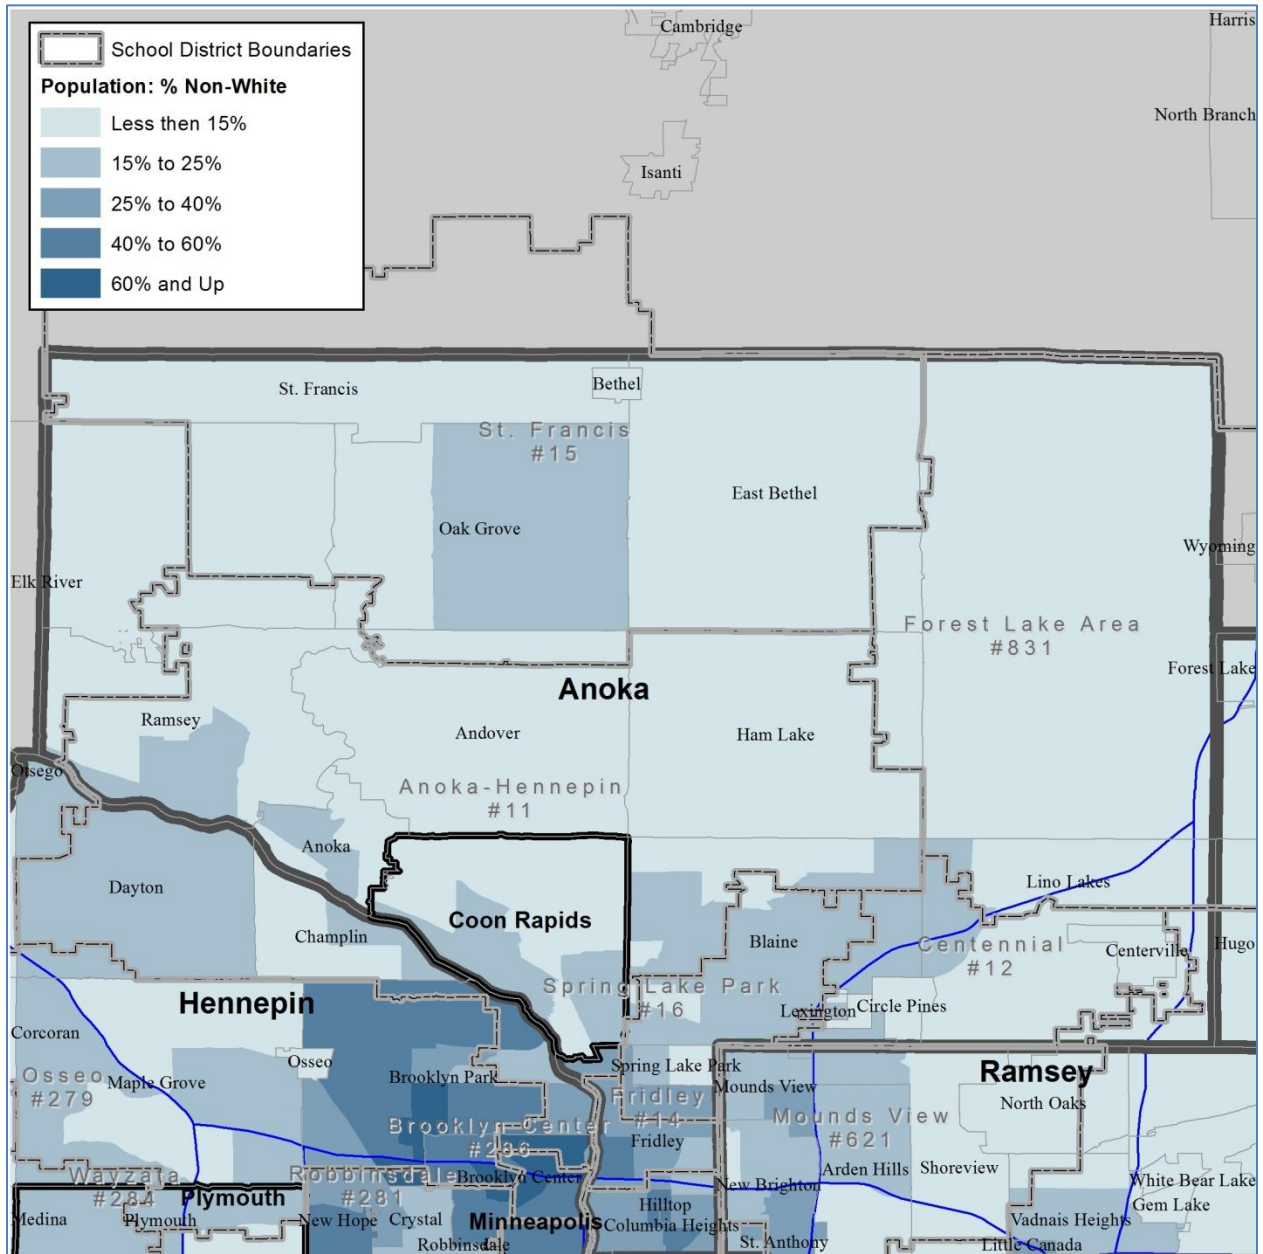 School District Boundaries
Population: % Non-White
Less then 15%
15% to 25%
25% to 40%
40% to 60%
60% and Up
Cambridge
Harris
North Branch
Isanti
St. Francis
Bethel
St. Francis
#15
East Bethel
Oak Grove
Wyoming
Elk River
Forest Lake Area
#831
Forest Lake
Anoka
Ramsey
Andover
Ham Lake
Otsego
Anoka-Hennepin
#11
Anoka
Dayton
Lino Lakes
Coon Rapids
Champlin
Blaine
Centennial
#12
Centerville
Hugo
Spring Lake Park
#16
Hennepin
Lexington
Circle Pines
Corcoran
Osseo
Spring Lake Park
Ramsey
Osseo
#279
Maple Grove
Brooklyn Park
Mounds View
North Oaks
Fridley
#14
Mounds View
#621
Brooklyn Center
#286
Fridley
Wayzata
#284
Robbinsdale
#281
Brooklyn Center
Arden Hills
Shoreview
New Brighton
White Bear Lake
Plymouth
Hilltop
Gem Lake
Medina
Plymouth
New Hope
Crystal
Minneapolis
Columbia Heights
Vadnais Heights
Robbinsdale
St. Anthony
Little Canada